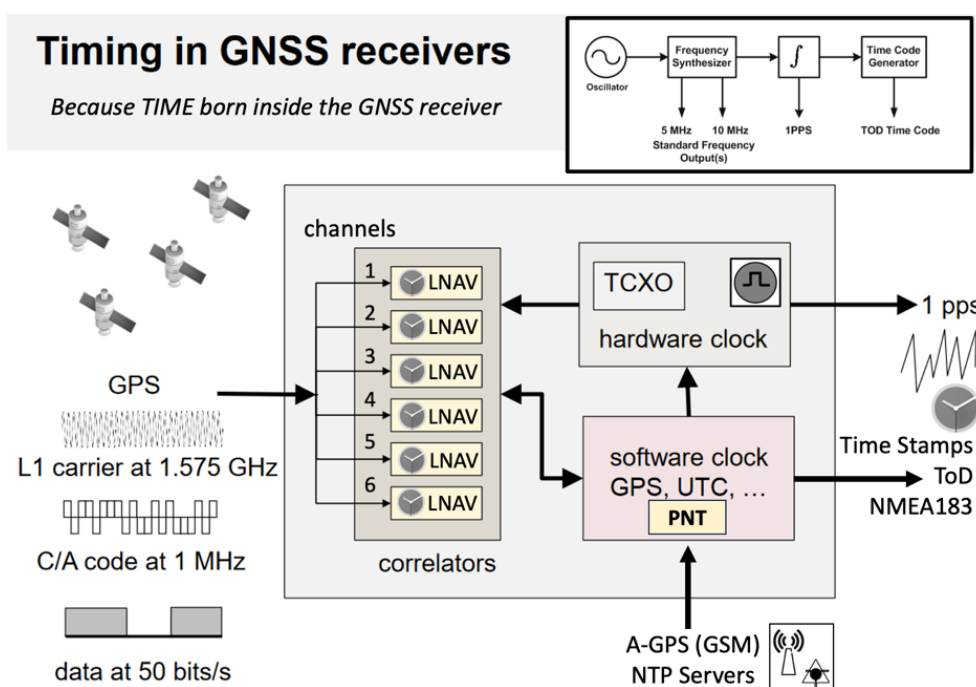 Timing in GNSS receivers
Because TIME born inside the GNSS receiver
Oscillator
Frequency
Synthesizer
∫
Time Code
Generator
5 MHz
10 MHz
Standard Frequency
Output(s)
1PPS
TOD Time Code
channels
1
LNAV
2
LNAV
3
LNAV
4
LNAV
5
LNAV
6
LNAV
correlators
TCXO
hardware clock
software clock
GPS, UTC, ...
PNT
GPS
L1 carrier at 1.575 GHz
C/A code at 1 MHz
data at 50 bits/s
1 pps
Time Stamps
ToD
NMEA183
A-GPS (GSM)
NTP Servers